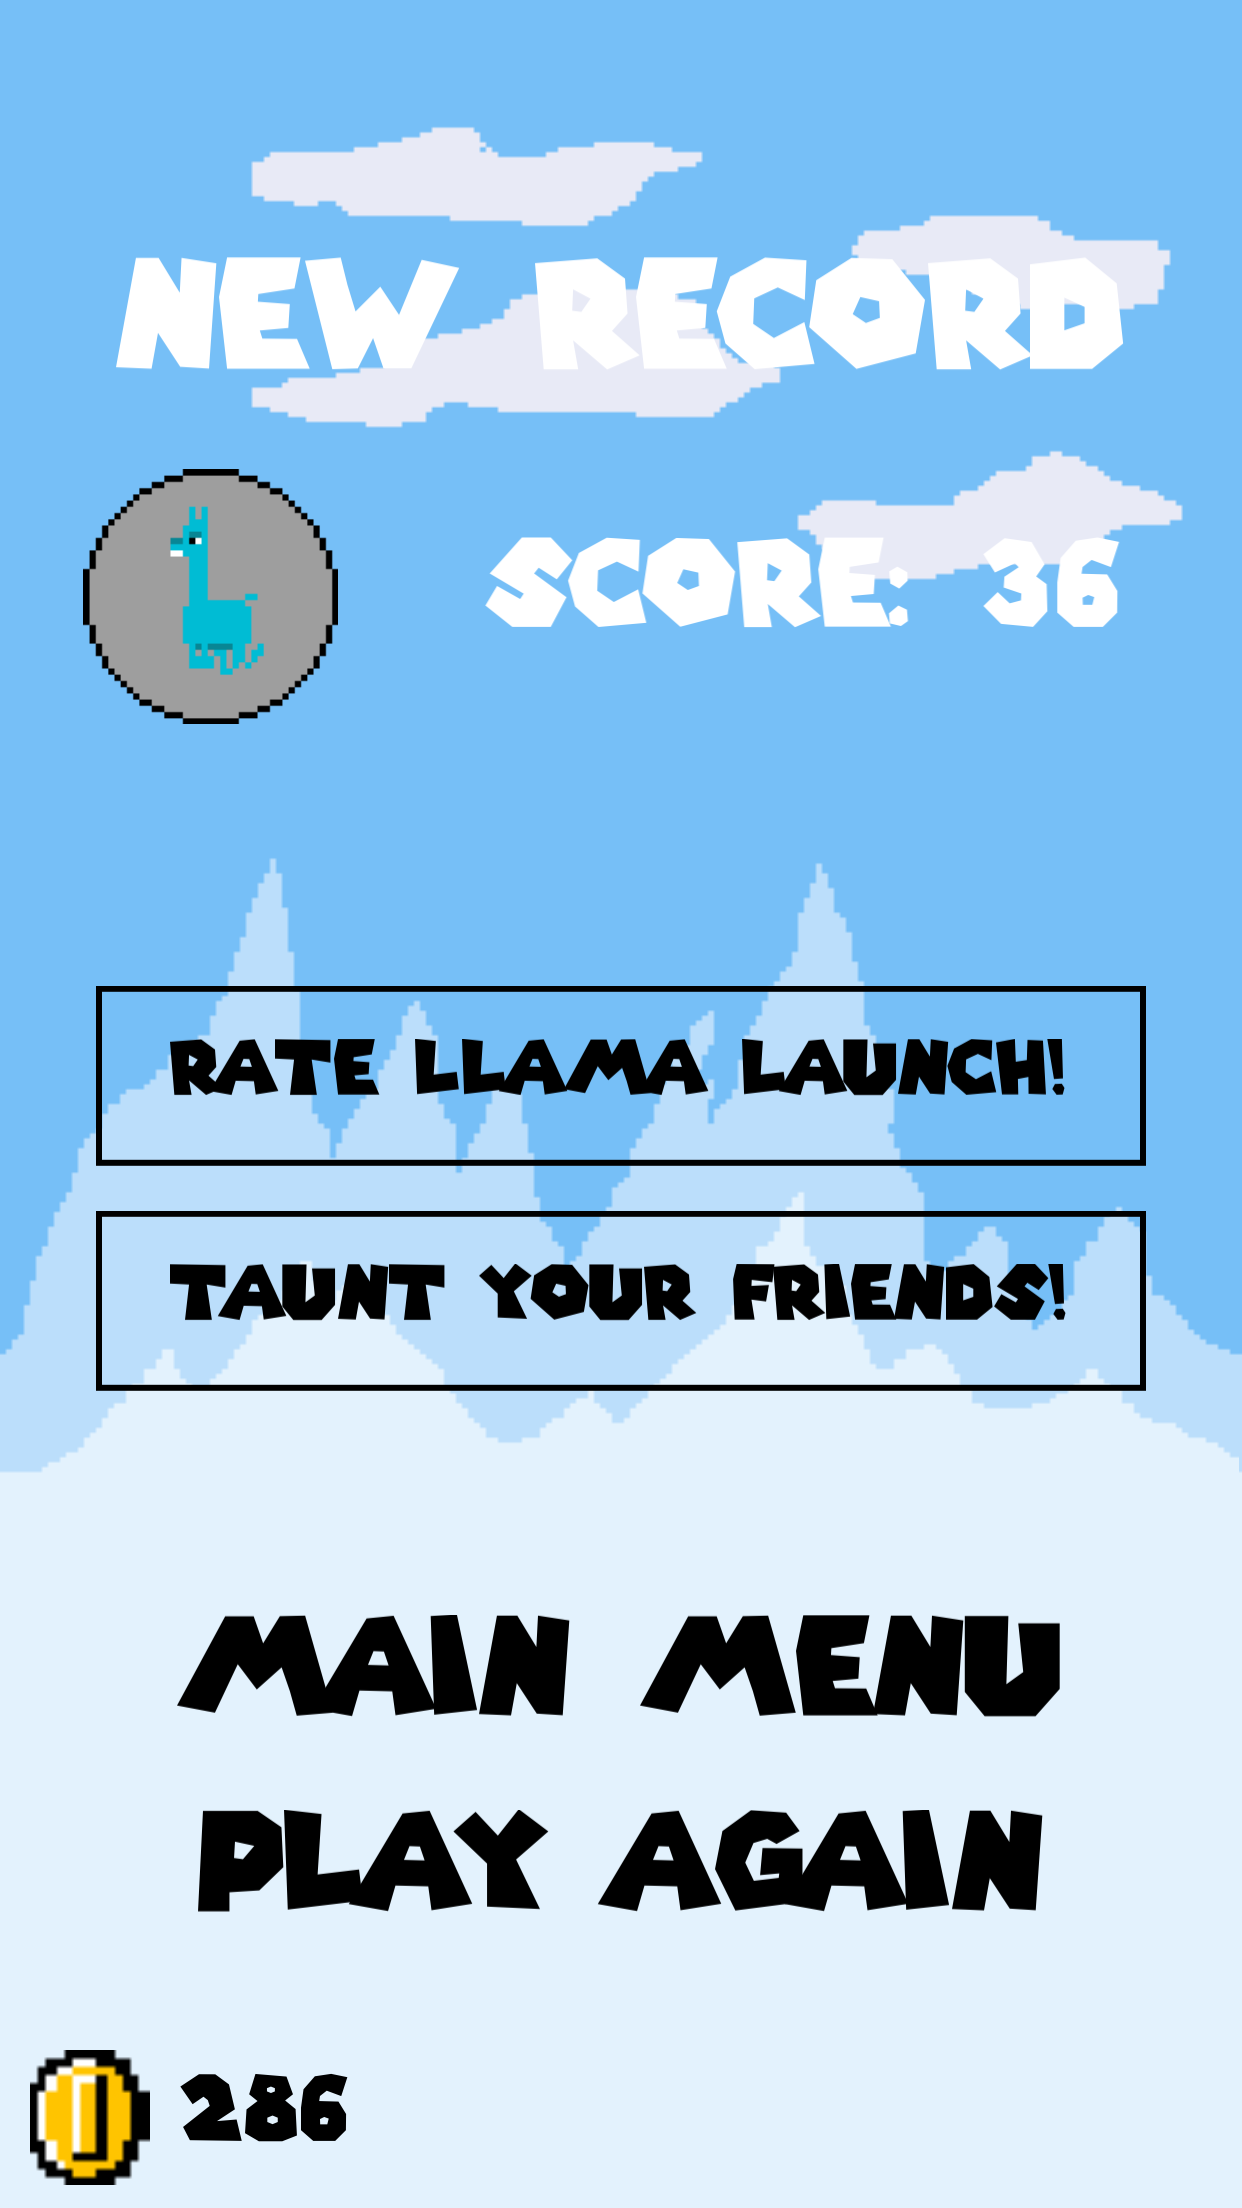 NEW RECORD
SCORE: 36
RATE LLAMA LAUNCH!
TAUNT YOUR FRIENDS!
MAIN MENU
PLAY AGAIN
286